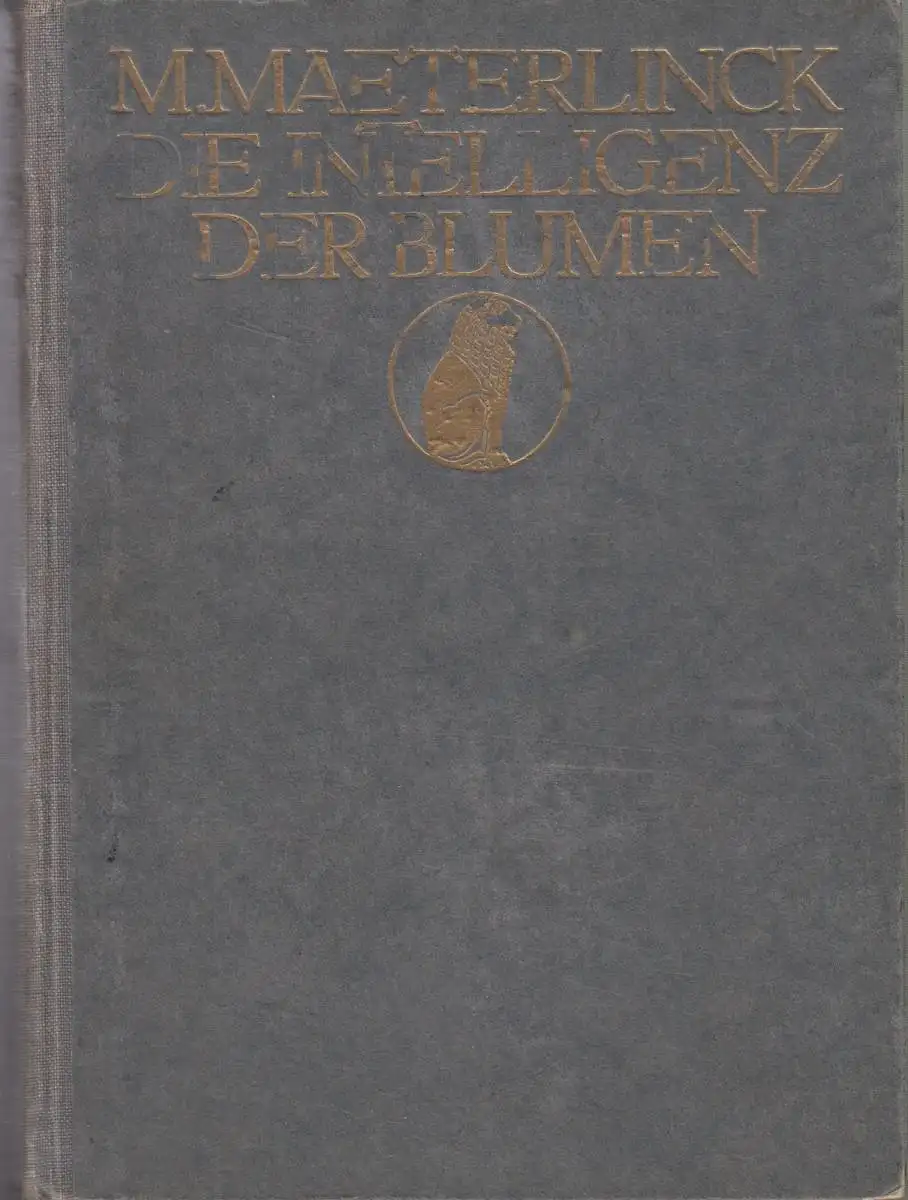 M. MAETERLINCK
DIE INTELLIGENZ
DER BLUMEN